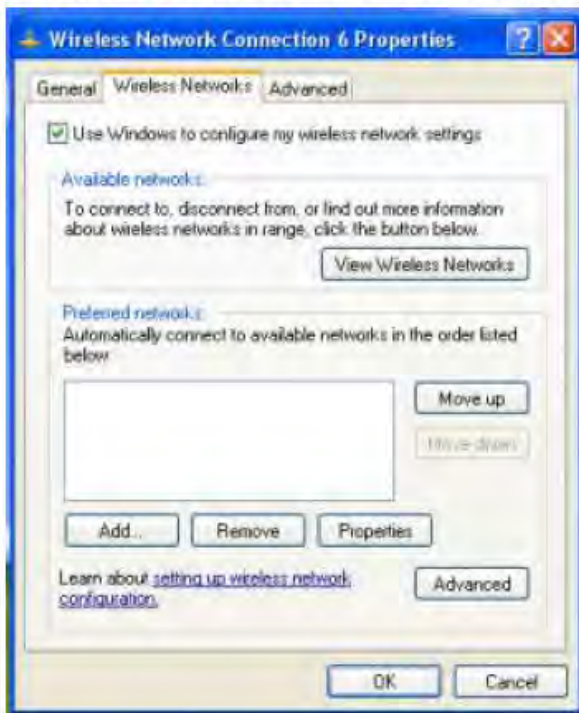 Wireless Network Connection 6 Properties
General Wireless Networks Advanced
Use Windows to configure my wireless network settings
Available networks:
To connect to, disconnect from, or find out more information
about wireless networks in range, click the button below.
View Wireless Networks
Preferred networks:
Automatically connect to available networks in the order listed
below:
Move up
Move down
Add... Remove Properties
Learn about setting up wireless network
configuration.
Advanced
OK Cancel